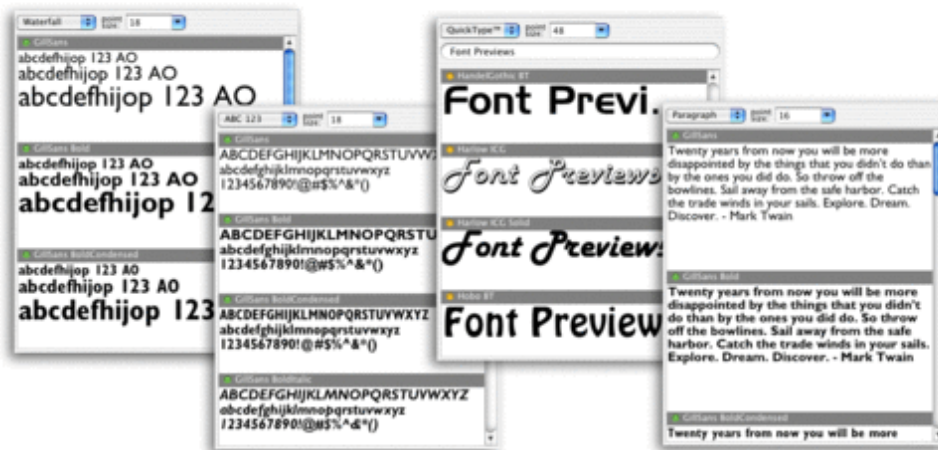 Waterfall point size: 18
GillSans
abcdefhijop 123 AO
abcdefhijop 123 AO
abcdefhijop 123 AO
GillSans Bold
abcdefhijop 123 AO
abcdefhijop 123 AO
abcdefhijop 12
GillSans BoldCondensed
abcdefhijop 123 AO
abcdefhijop 123 AO
abcdefhijop 123
ABC 123 point size: 18
GillSans
ABCDEFGHIJKLMNOPQRSTUVW
abcdefghijklmnopqrstuvwxyz
1234567890!@#$%^&*()
GillSans Bold
ABCDEFGHIJKLMNOPQRSTU
abcdefghijklmnopqrstuvwxyz
1234567890!@#$%^&*()
GillSans BoldCondensed
ABCDEFGHIJKLMNOPQRSTUVWXYZ
abcdefghijklmnopqrstuvwxyz
1234567890!@#$%^&*()
GillSans BoldItalic
ABCDEFGHIJKLMNOPQRSTUVWXYZ
abcdefghijklmnopqrstuvwxyz
1234567890!@#$%^&*()
QuickType™ point size: 48
Font Previews
HandelGothic BT
Font Previ
Harlow ICG
Font Previews
Harlow ICG Solid
Font Previews
Hobo BT
Font Preview
Paragraph point size: 16
GillSans
Twenty years from now you will be more
disappointed by the things that you didn't do than
by the ones you did do. So throw off the
bowlines. Sail away from the safe harbor. Catch
the trade winds in your sails. Explore. Dream.
Discover. - Mark Twain
GillSans Bold
Twenty years from now you will be more
disappointed by the things that you didn't
do than by the ones you did do. So throw
off the bowlines. Sail away from the safe
harbor. Catch the trade winds in your sails.
Explore. Dream. Discover. - Mark Twain
GillSans BoldCondensed
Twenty years from now you will be more